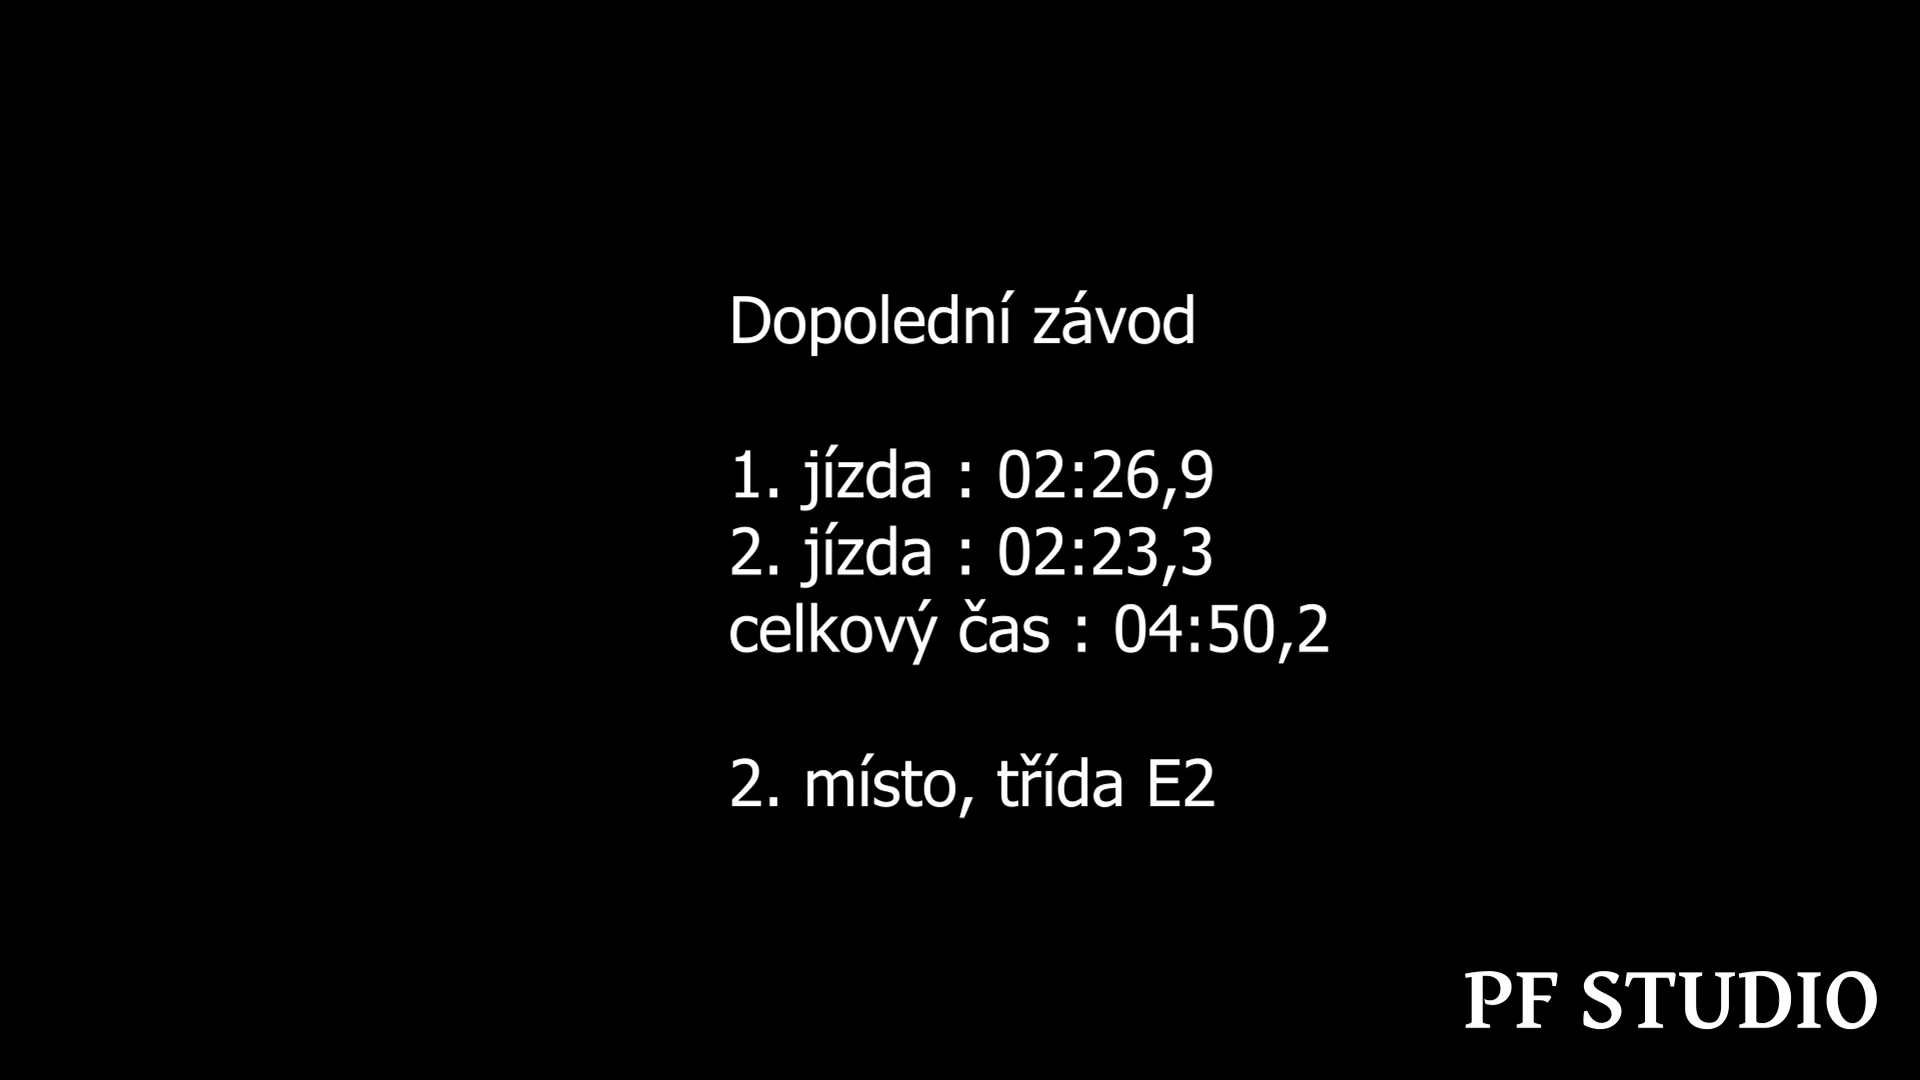 Dopolední závod
1. jízda : 02:26,9
2. jízda : 02:23,3
celkový čas : 04:50,2
2. místo, třída E2
PF STUDIO